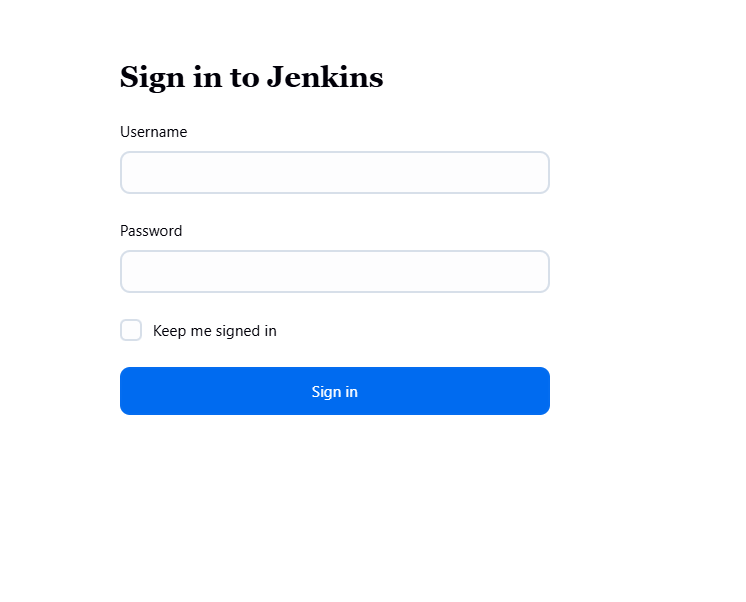 Sign in to Jenkins
Username
Password
Keep me signed in
Sign in